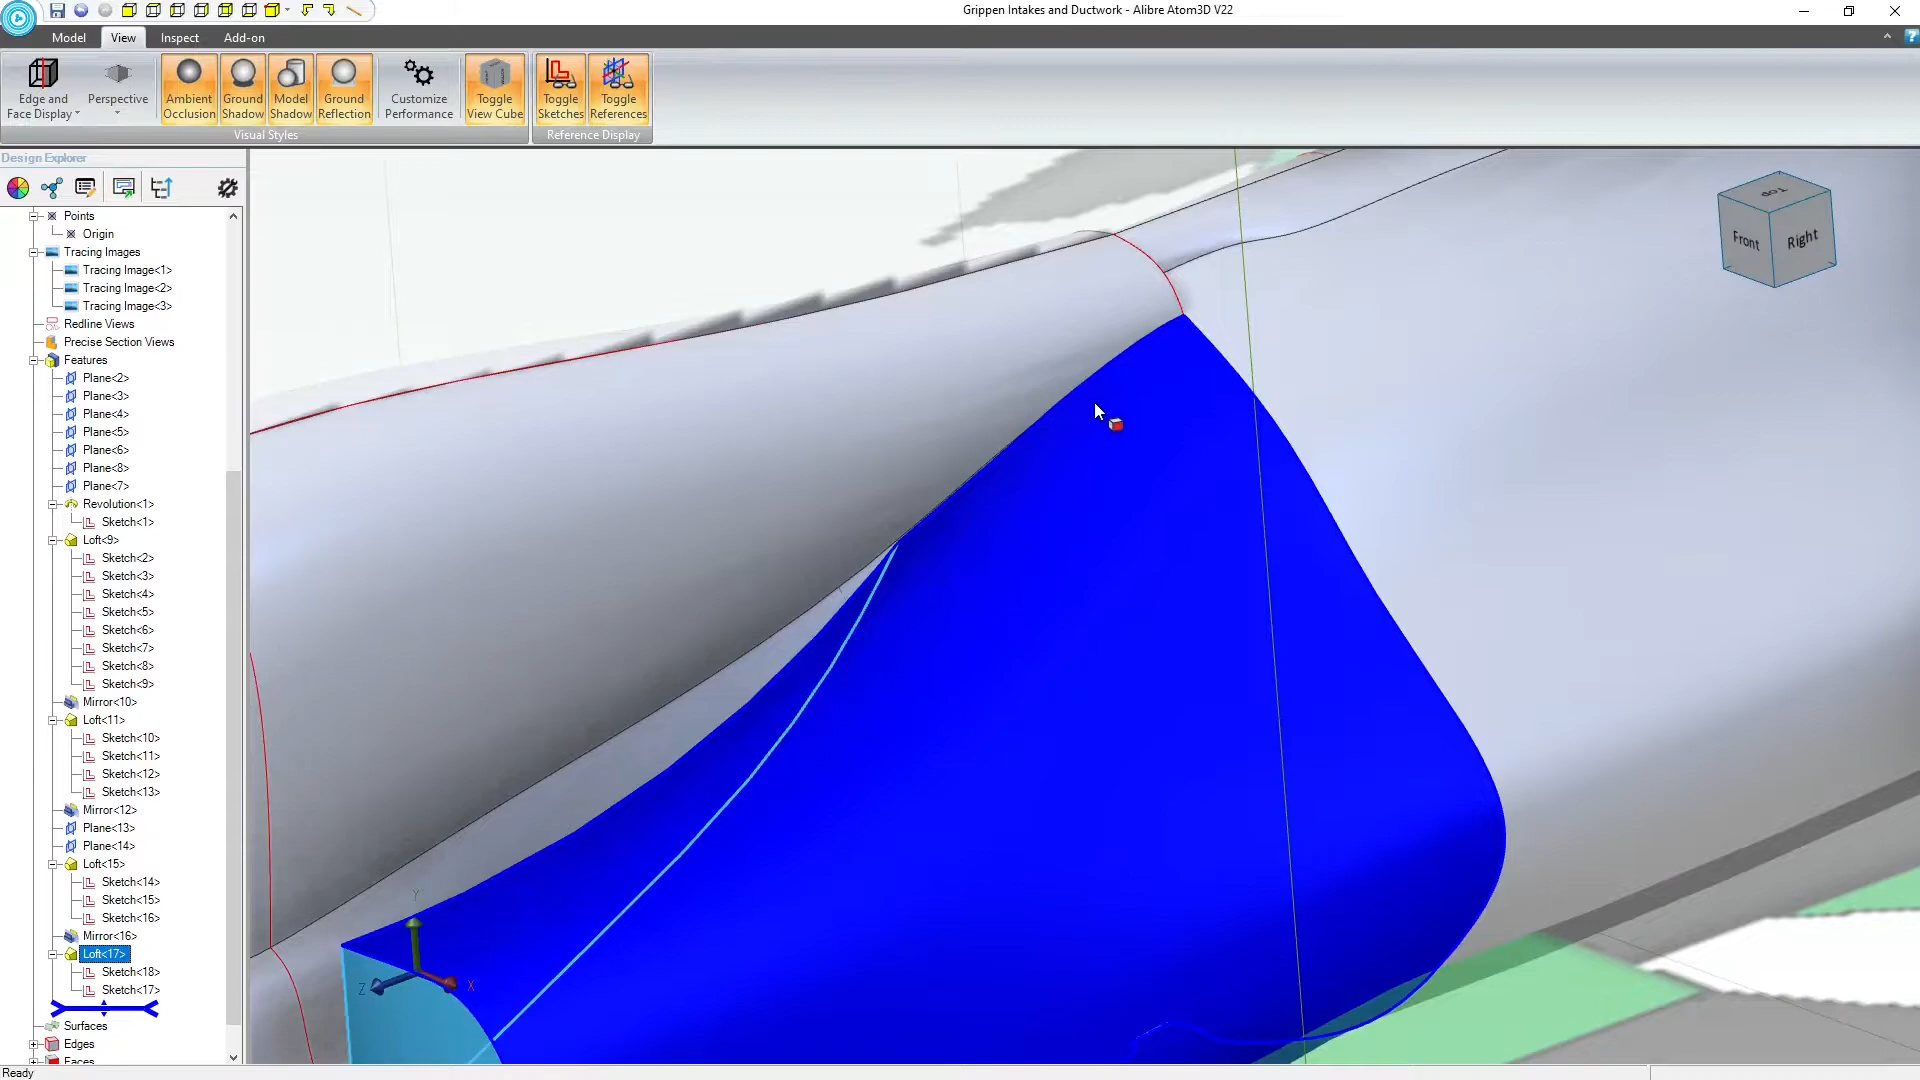 Grippen Intakes and Ductwork - Alibre Atom3D V22
Model View Inspect Add-on
Edge and
Face Display
Perspective
Ambient
Occlusion
Ground
Shadow
Model
Shadow
Ground
Reflection
Customize
Performance
Toggle
View Cube
Toggle
Sketches
Toggle
References
Visual Styles
Reference Display
Design Explorer
Points
Origin
Tracing Images
Tracing Image<1>
Tracing Image<2>
Tracing Image<3>
Redline Views
Precise Section Views
Features
Plane<2>
Plane<3>
Plane<4>
Plane<5>
Plane<6>
Plane<8>
Plane<7>
Revolution<1>
Sketch<1>
Loft<9>
Sketch<2>
Sketch<3>
Sketch<4>
Sketch<5>
Sketch<6>
Sketch<7>
Sketch<8>
Sketch<9>
Mirror<10>
Loft<11>
Sketch<10>
Sketch<11>
Sketch<12>
Sketch<13>
Mirror<12>
Plane<13>
Plane<14>
Loft<15>
Sketch<14>
Sketch<15>
Sketch<16>
Mirror<16>
Loft<17>
Sketch<18>
Sketch<17>
Surfaces
Edges
Faces
Top
Front
Right
Y
Z
X
Ready